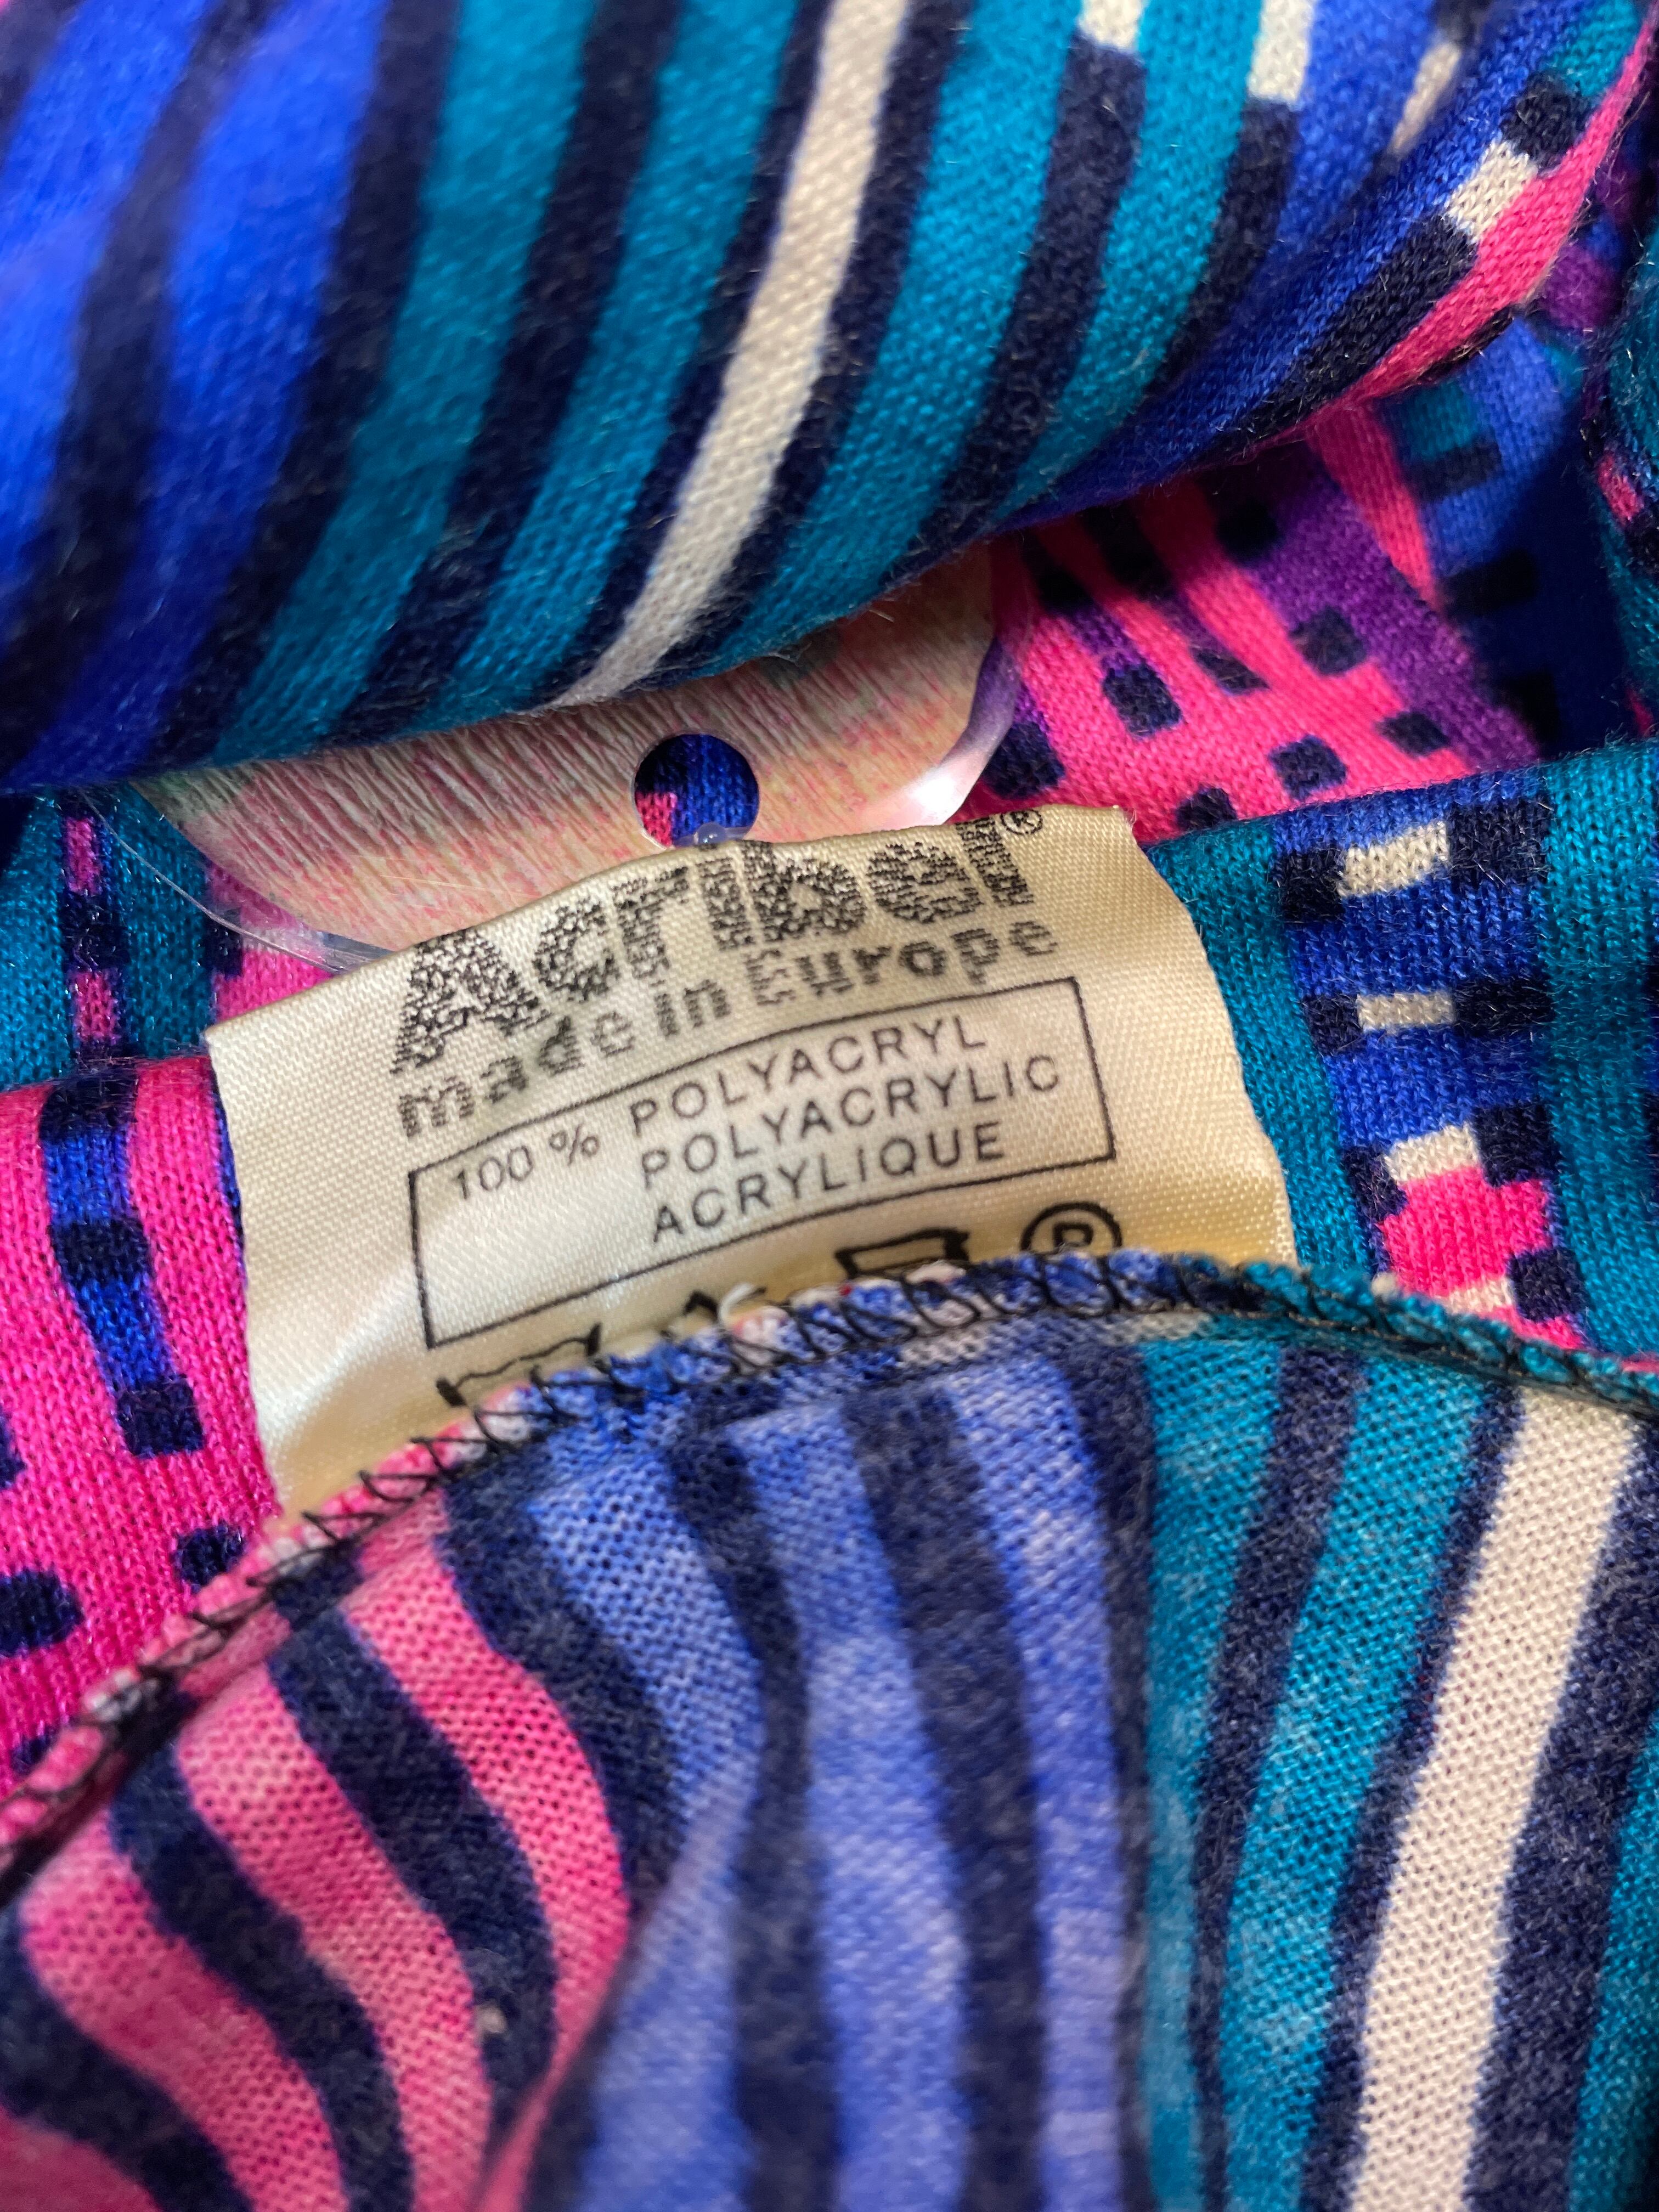 Acribel®
made in Europe
100 % POLYACRYL
POLYACRYLIC
ACRYLIQUE
P